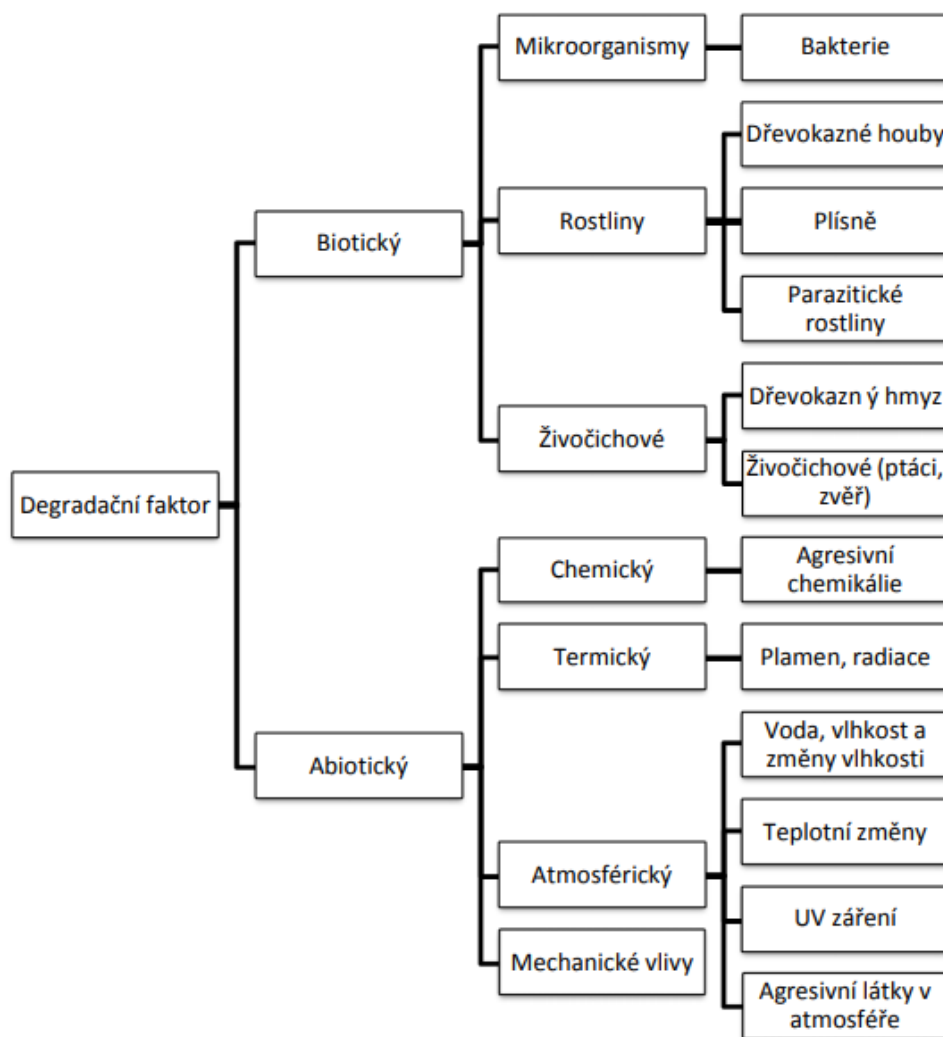 Mikroorganismy
Bakterie
Dřevokazné houby
Biotický
Rostliny
Plísně
Parazitické
rostliny
Živočichové
Dřevokazn ý hmyz
Živočichové (ptáci,
zvěř)
Degradační faktor
Chemický
Agresivní
chemikálie
Termický
Plamen, radiace
Abiotický
Voda, vlhkost a
změny vlhkosti
Teplotní změny
Atmosférický
UV záření
Mechanické vlivy
Agresivní látky v
atmosféře